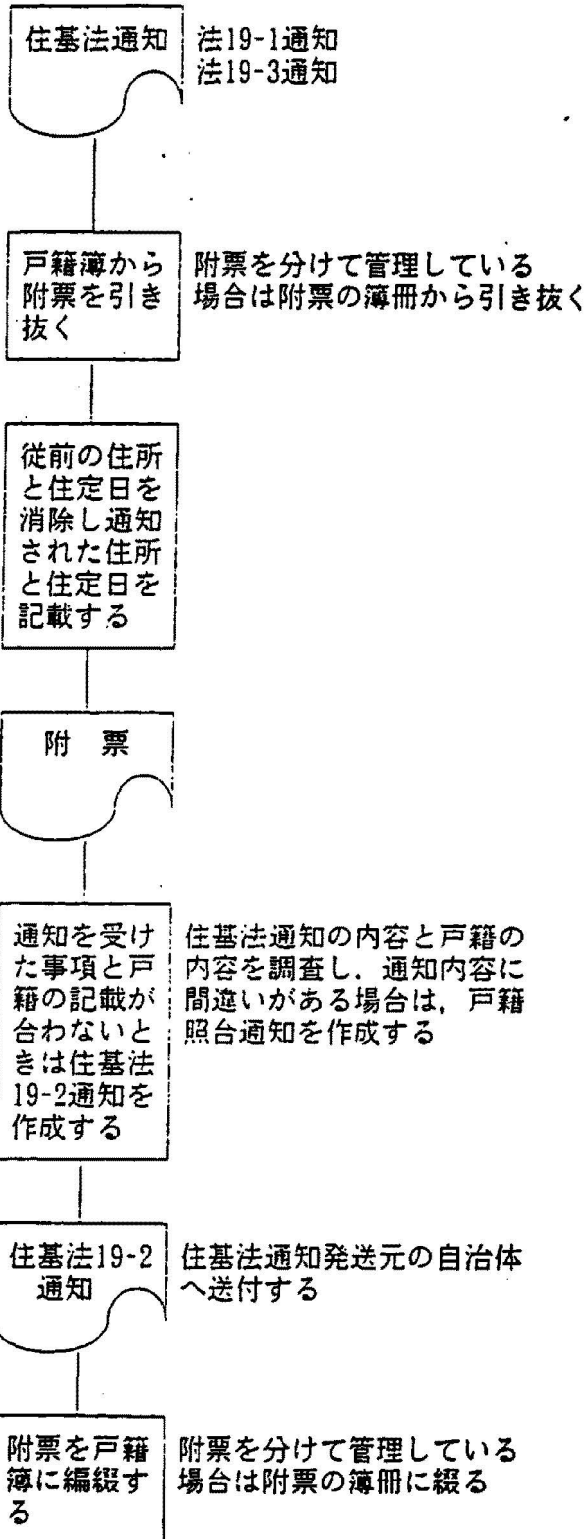 住基法通知
法19-1通知
法19-3通知
戸籍簿から
附票を引き
抜く
附票を分けて管理している
場合は附票の簿冊から引き抜く
従前の住所
と住定日を
消除し通知
された住所
と住定日を
記載する
附 票
通知を受け
た事項と戸
籍の記載が
合わないと
きは住基法
19-2通知を
作成する
住基法通知の内容と戸籍の
内容を調査し．通知内容に
間違いがある場合は，戸籍
照合通知を作成する
住基法19-2
通知
住基法通知発送元の自治体
へ送付する
附票を戸籍
簿に編綴す
る
附票を分けて管理している
場合は附票の簿冊に綴る